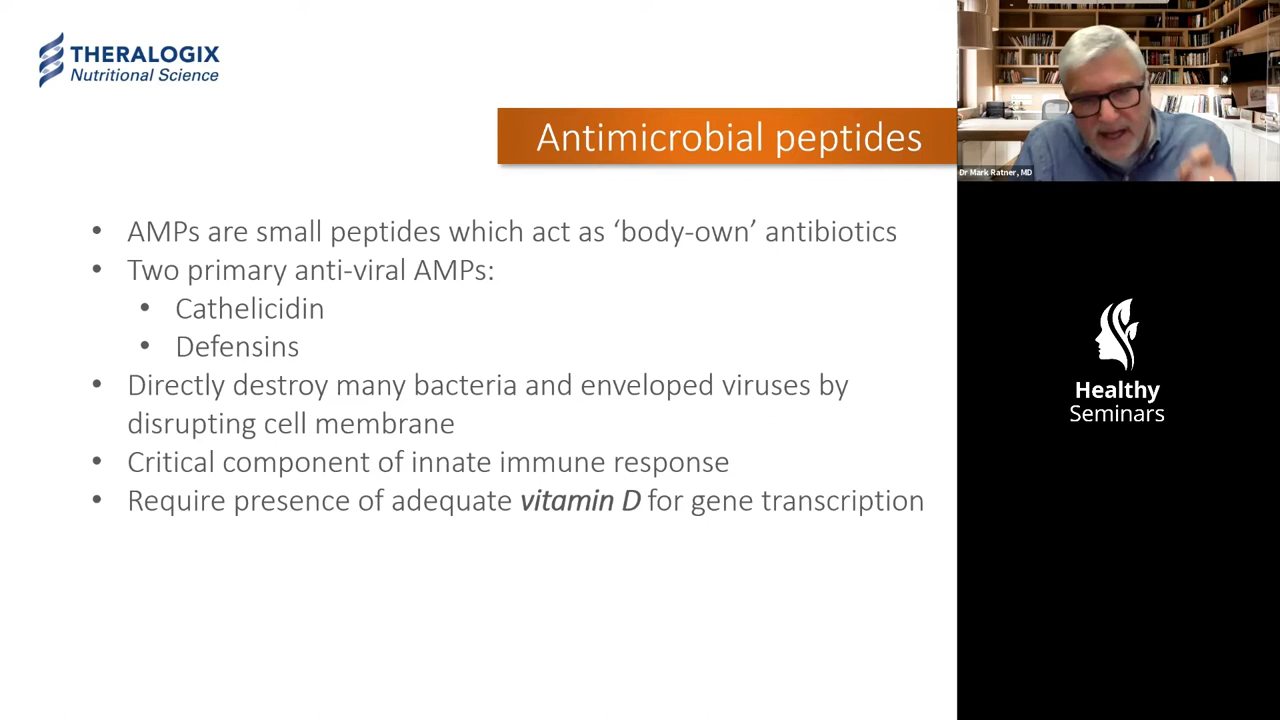 THERALOGIX
Nutritional Science
Antimicrobial peptides
Dr Mark Ratner, MD
• AMPs are small peptides which act as ‘body-own’ antibiotics
• Two primary anti-viral AMPs:
• Cathelicidin
• Defensins
• Directly destroy many bacteria and enveloped viruses by
disrupting cell membrane
• Critical component of innate immune response
• Require presence of adequate vitamin D for gene transcription
Healthy
Seminars